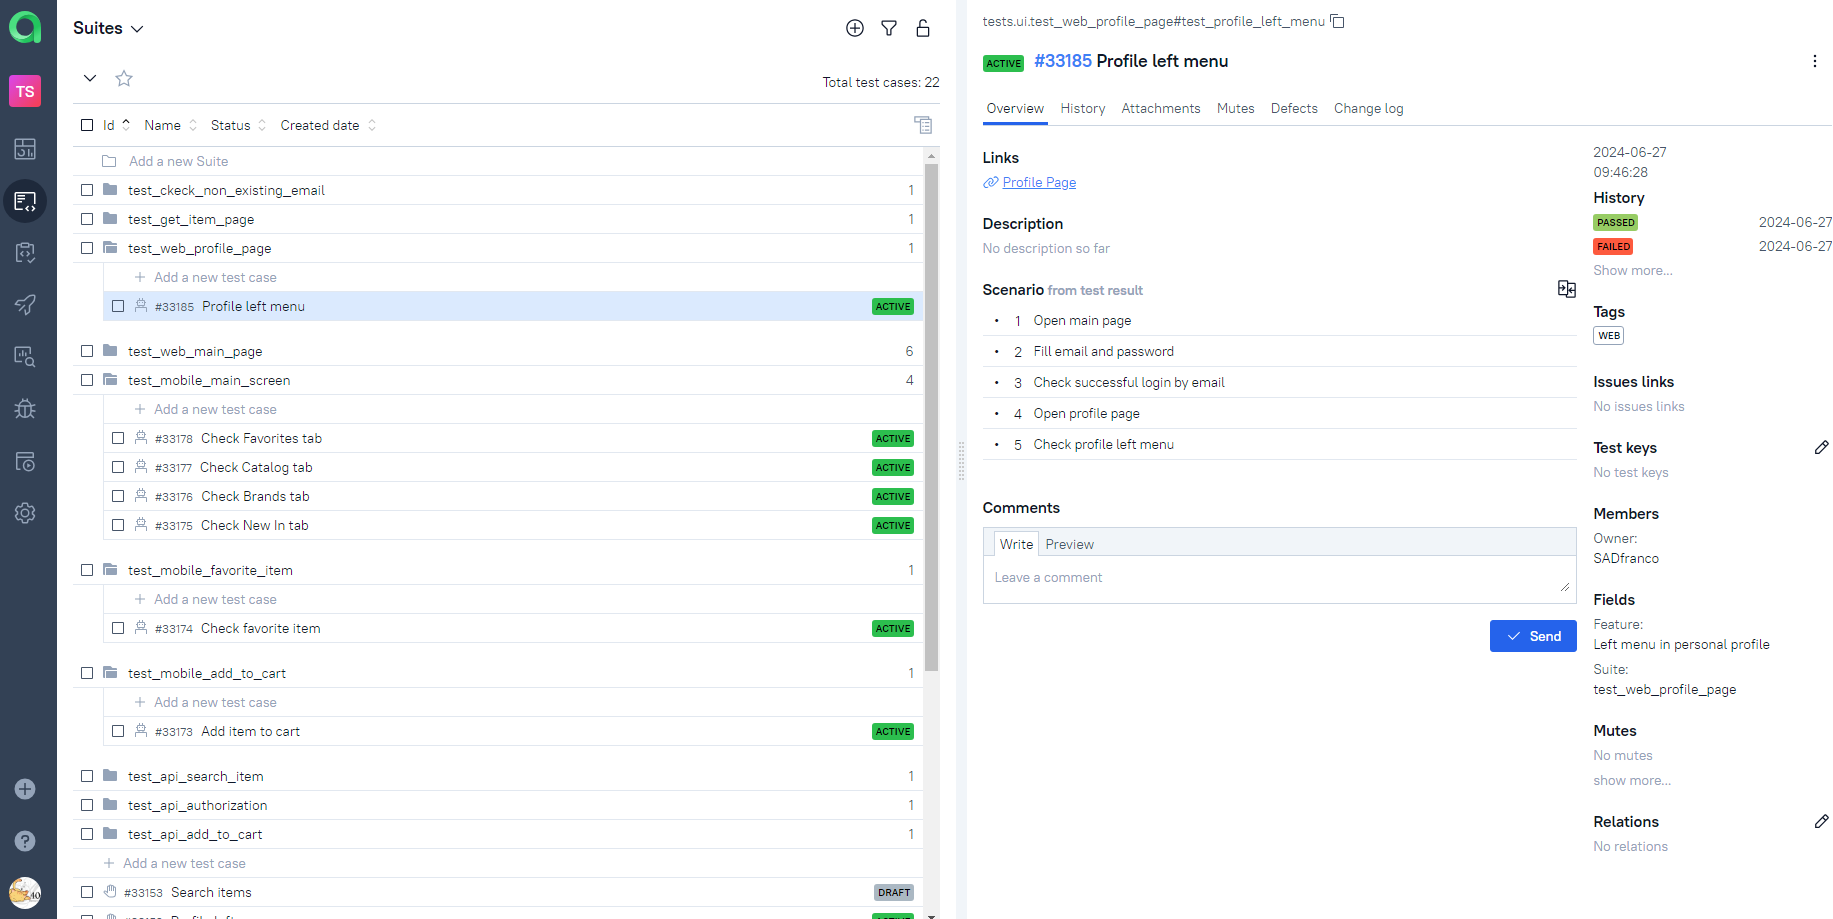 TS
Suites
Total test cases: 22
Id Name Status Created date
Add a new Suite
test_ckeck_non_existing_email 1
test_get_item_page 1
test_web_profile_page 1
Add a new test case
#33185 Profile left menu ACTIVE
test_web_main_page 6
test_mobile_main_screen 4
Add a new test case
#33178 Check Favorites tab ACTIVE
#33177 Check Catalog tab ACTIVE
#33176 Check Brands tab ACTIVE
#33175 Check New In tab ACTIVE
test_mobile_favorite_item 1
Add a new test case
#33174 Check favorite item ACTIVE
test_mobile_add_to_cart 1
Add a new test case
#33173 Add item to cart ACTIVE
test_api_search_item 1
test_api_authorization 1
test_api_add_to_cart 1
Add a new test case
#33153 Search items DRAFT
tests.ui.test_web_profile_page#test_profile_left_menu
ACTIVE #33185 Profile left menu
Overview History Attachments Mutes Defects Change log
Links
Profile Page
Description
No description so far
Scenario from test result
• 1 Open main page
• 2 Fill email and password
• 3 Check successful login by email
• 4 Open profile page
• 5 Check profile left menu
Comments
Write Preview
Leave a comment
Send
2024-06-27
09:46:28
History
PASSED 2024-06-27
FAILED 2024-06-27
Show more...
Tags
WEB
Issues links
No issues links
Test keys
No test keys
Members
Owner:
SADfranco
Fields
Feature:
Left menu in personal profile
Suite:
test_web_profile_page
Mutes
No mutes
show more...
Relations
No relations